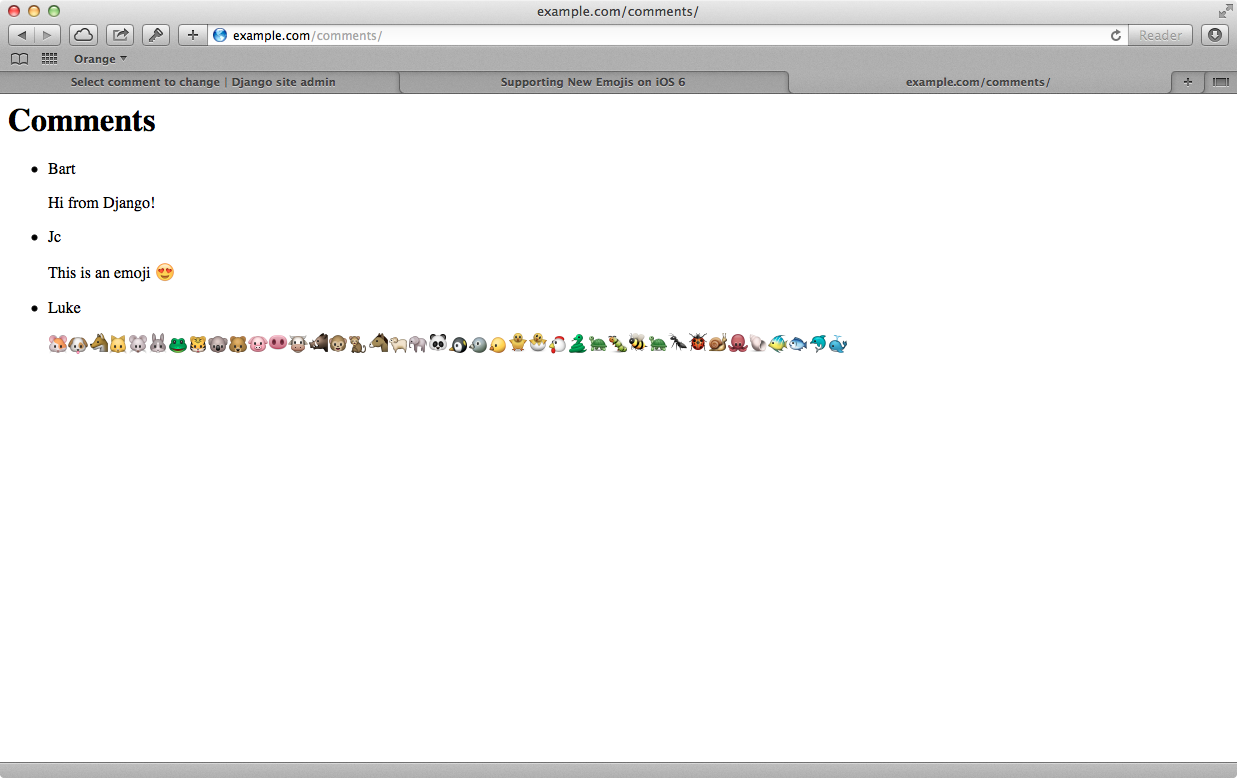 example.com/comments/
example.com/comments/
Reader
Orange
Select comment to change | Django site admin
Supporting New Emojis on iOS 6
example.com/comments/
Comments
Bart
Hi from Django!
Jc
This is an emoji 😍
Luke
🐹🐶🐺🐱🐭🐰🐸🐯🐨🐻🐷🐽🐮🐗🐵🐒🐴🐑🐘🐼🐧🐦🐤🐥🐣🐔🐍🐢🐛🐝🐢🐜🐞🐌🐙🐚🐠🐟🐬🐳